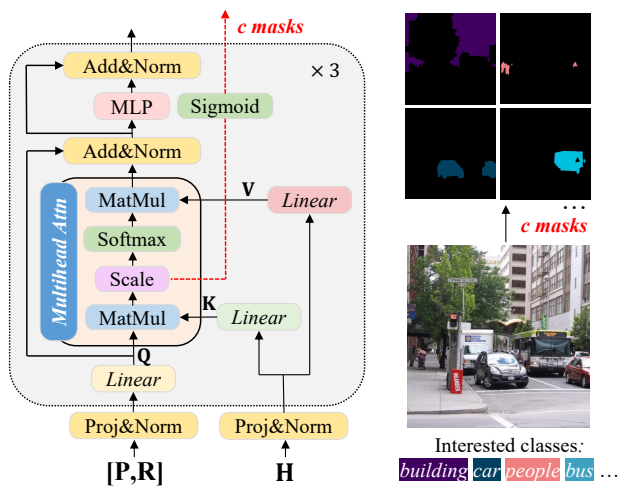 c masks
× 3
Add&Norm
MLP
Sigmoid
Add&Norm
Multihead Attn
MatMul
V
Linear
Softmax
Scale
K
MatMul
Linear
Q
Linear
Proj&Norm
Proj&Norm
[P,R]
H
...
c masks
Interested classes:
building car people bus ...